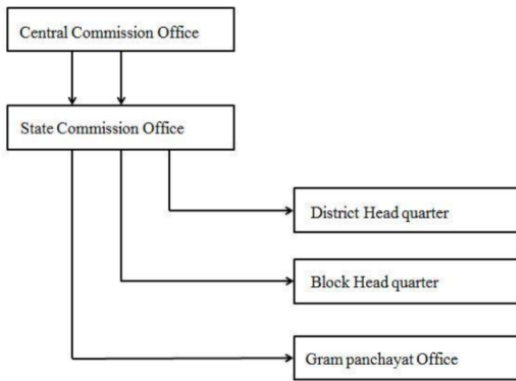 Central Commission Office
State Commission Office
District Head quarter
Block Head quarter
Gram panchayat Office